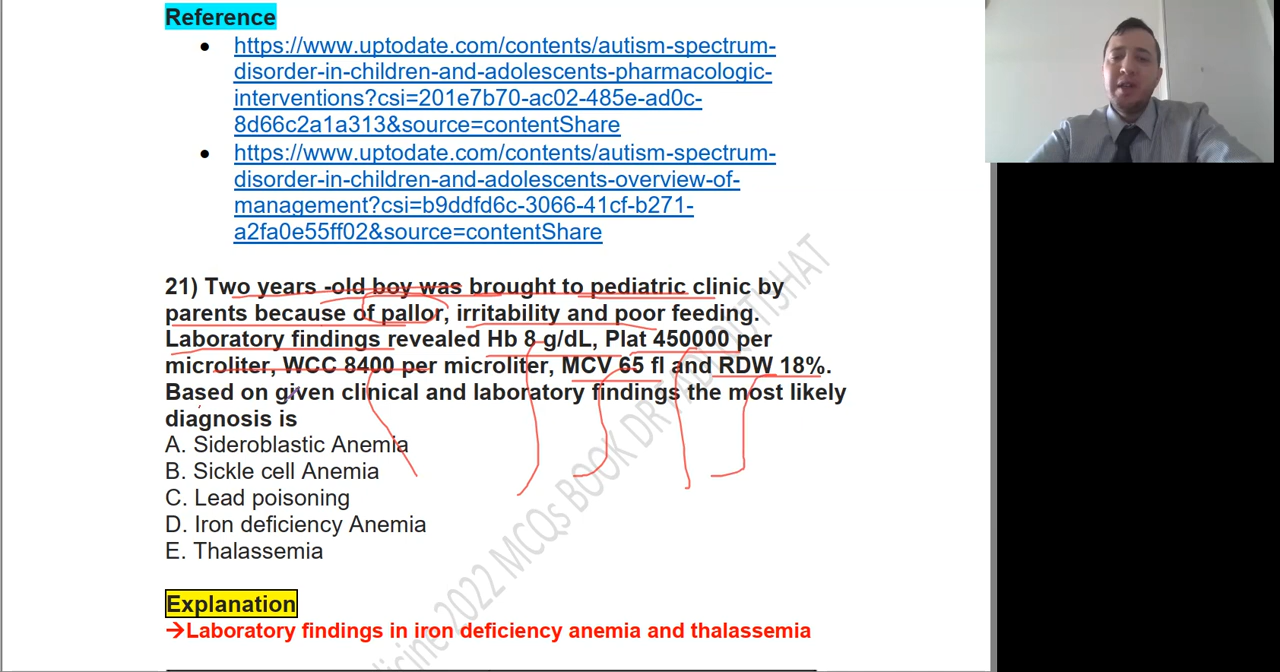 Reference
• https://www.uptodate.com/contents/autism-spectrum-
disorder-in-children-and-adolescents-pharmacologic-
interventions?csi=201e7b70-ac02-485e-ad0c-
8d66c2a1a313&source=contentShare
• https://www.uptodate.com/contents/autism-spectrum-
disorder-in-children-and-adolescents-overview-of-
management?csi=b9ddfd6c-3066-41cf-b271-
a2fa0e55ff02&source=contentShare
21) Two years -old boy was brought to pediatric clinic by
parents because of pallor, irritability and poor feeding.
Laboratory findings revealed Hb 8 g/dL, Plat 450000 per
microliter, WCC 8400 per microliter, MCV 65 fl and RDW 18%.
Based on given clinical and laboratory findings the most likely
diagnosis is
A. Sideroblastic Anemia
B. Sickle cell Anemia
C. Lead poisoning
D. Iron deficiency Anemia
E. Thalassemia
Explanation
→Laboratory findings in iron deficiency anemia and thalassemia
2022 MCQs BOOK DR